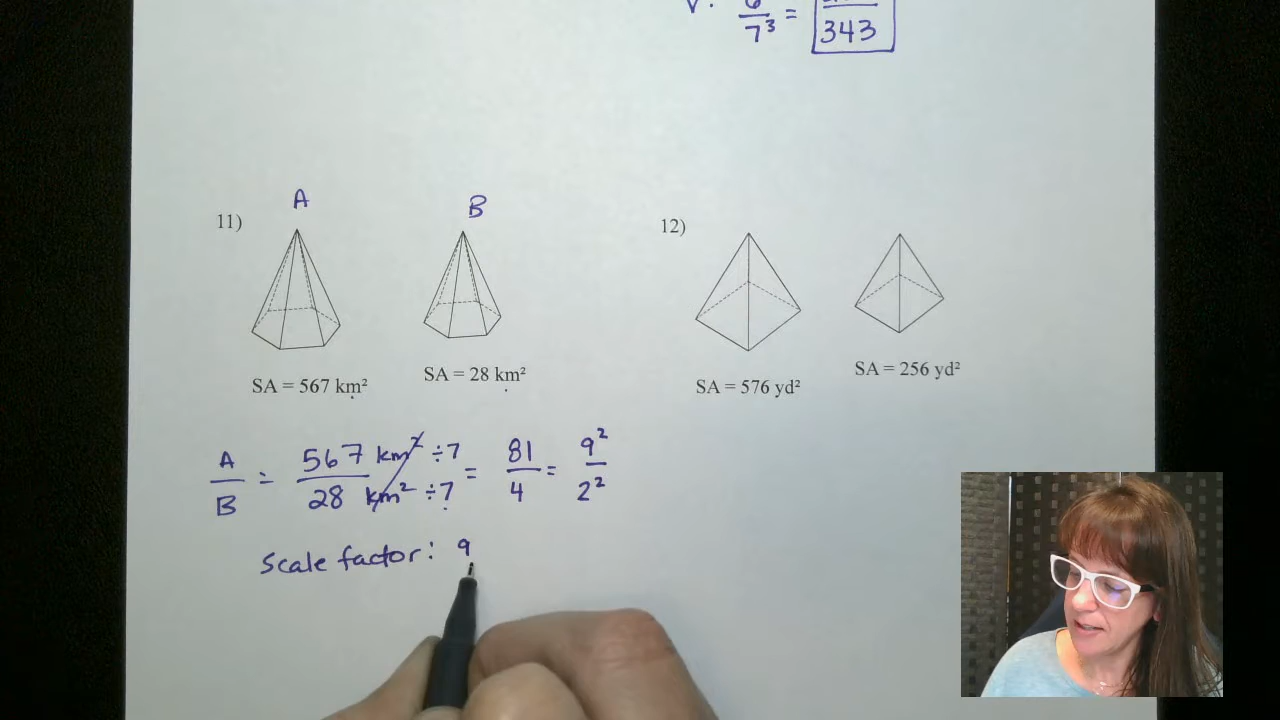 V: 6 / 7³ = / 343
A B
11) 12)
SA = 567 km² SA = 28 km² SA = 576 yd² SA = 256 yd²
A / B = 567 km² ÷7 / 28 km² ÷7 = 81 / 4 = 9² / 2²
Scale factor: 9